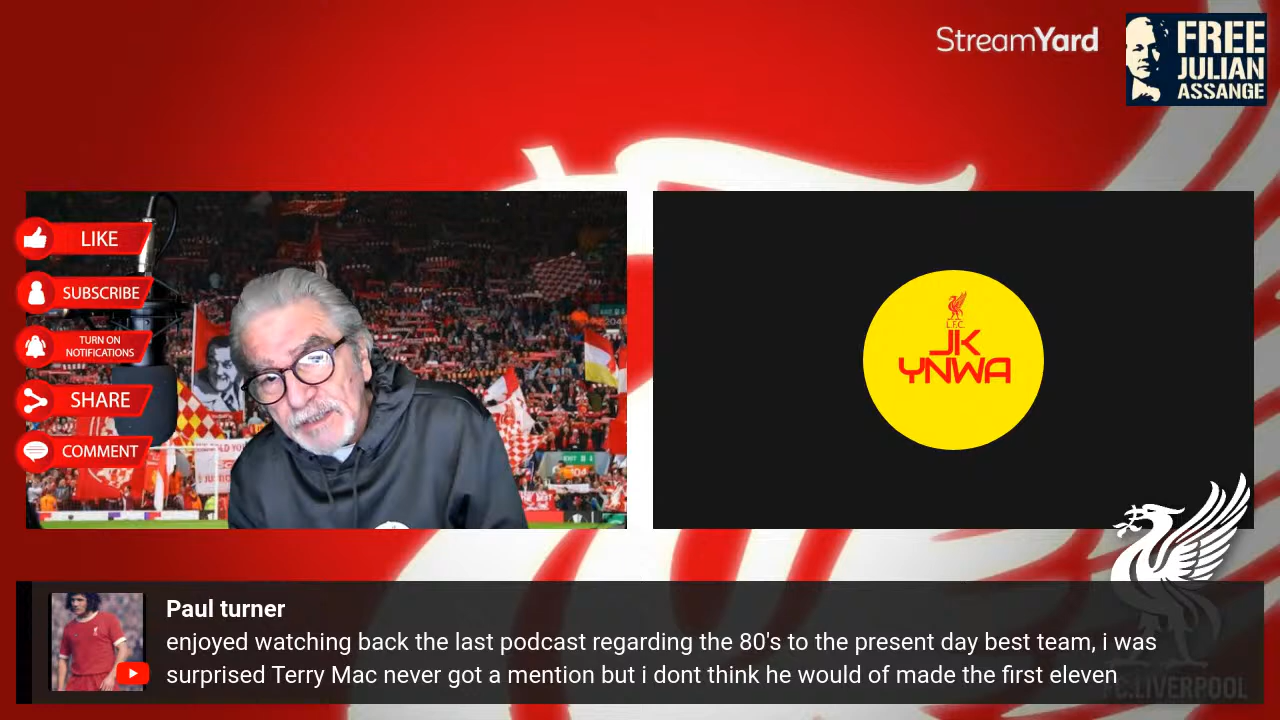 StreamYard
FREE
JULIAN
ASSANGE
LIKE
SUBSCRIBE
TURN ON
NOTIFICATIONS
SHARE
COMMENT
L.F.C.
JK
YNWA
Paul turner
enjoyed watching back the last podcast regarding the 80's to the present day best team, i was
surprised Terry Mac never got a mention but i dont think he would of made the first eleven
FC.LIVERPOOL